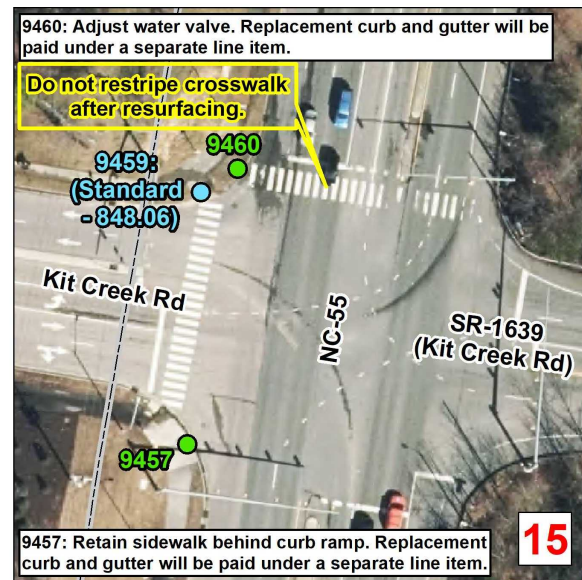 9460: Adjust water valve. Replacement curb and gutter will be
paid under a separate line item.
Do not restripe crosswalk
after resurfacing.
9460
9459:
(Standard
- 848.06)
Kit Creek Rd
NC-55
SR-1639
(Kit Creek Rd)
9457
9457: Retain sidewalk behind curb ramp. Replacement
curb and gutter will be paid under a separate line item.
15